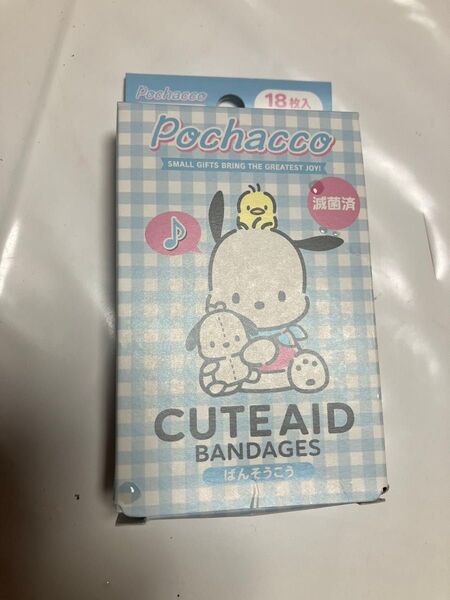 Pochacco
18枚入
Pochacco
SMALL GIFTS BRING THE GREATEST JOY!
滅菌済
CUTE AID
BANDAGES
ばんそうこう